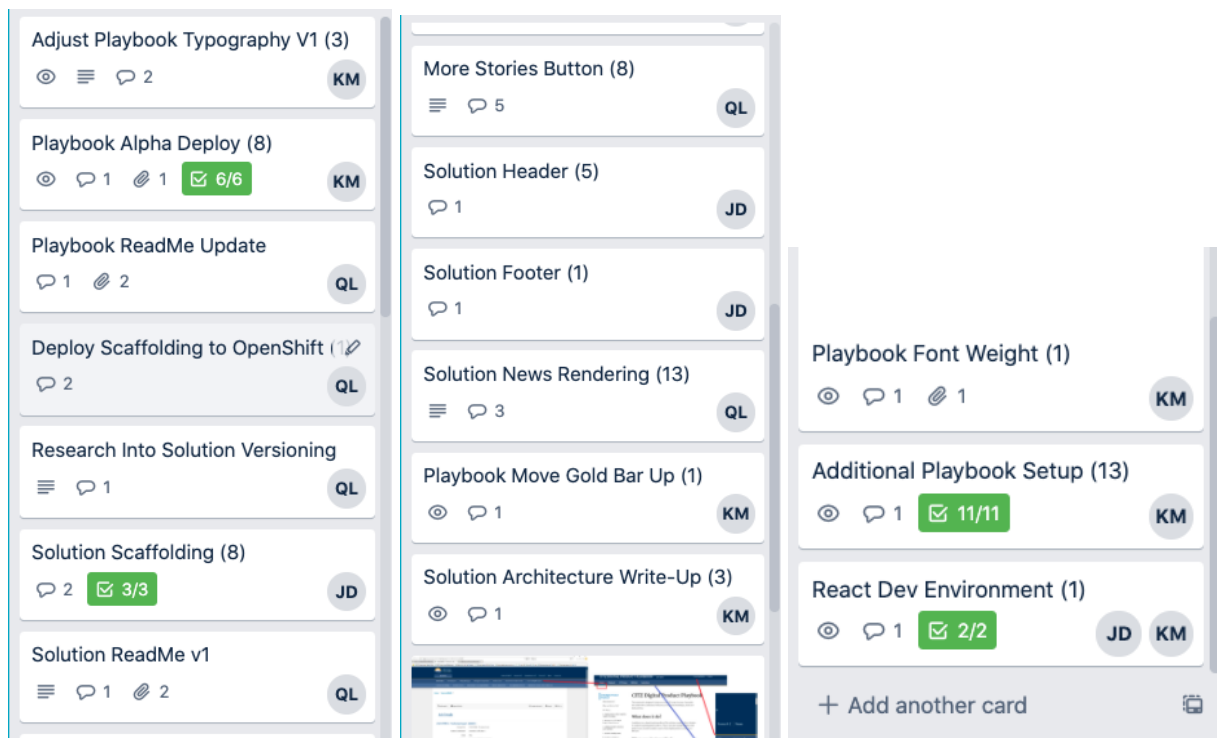 Adjust Playbook Typography V1 (3)
2
KM
Playbook Alpha Deploy (8)
1 1 6/6
KM
Playbook ReadMe Update
1 2
QL
Deploy Scaffolding to OpenShift (1)
2
QL
Research Into Solution Versioning
1
QL
Solution Scaffolding (8)
2 3/3
JD
Solution ReadMe v1
1 2
QL
More Stories Button (8)
5
QL
Solution Header (5)
1
JD
Solution Footer (1)
1
JD
Solution News Rendering (13)
3
QL
Playbook Move Gold Bar Up (1)
1
KM
Solution Architecture Write-Up (3)
1
KM
What does it do?
Playbook Font Weight (1)
1 1
KM
Additional Playbook Setup (13)
1 11/11
KM
React Dev Environment (1)
1 2/2
JD KM
+ Add another card